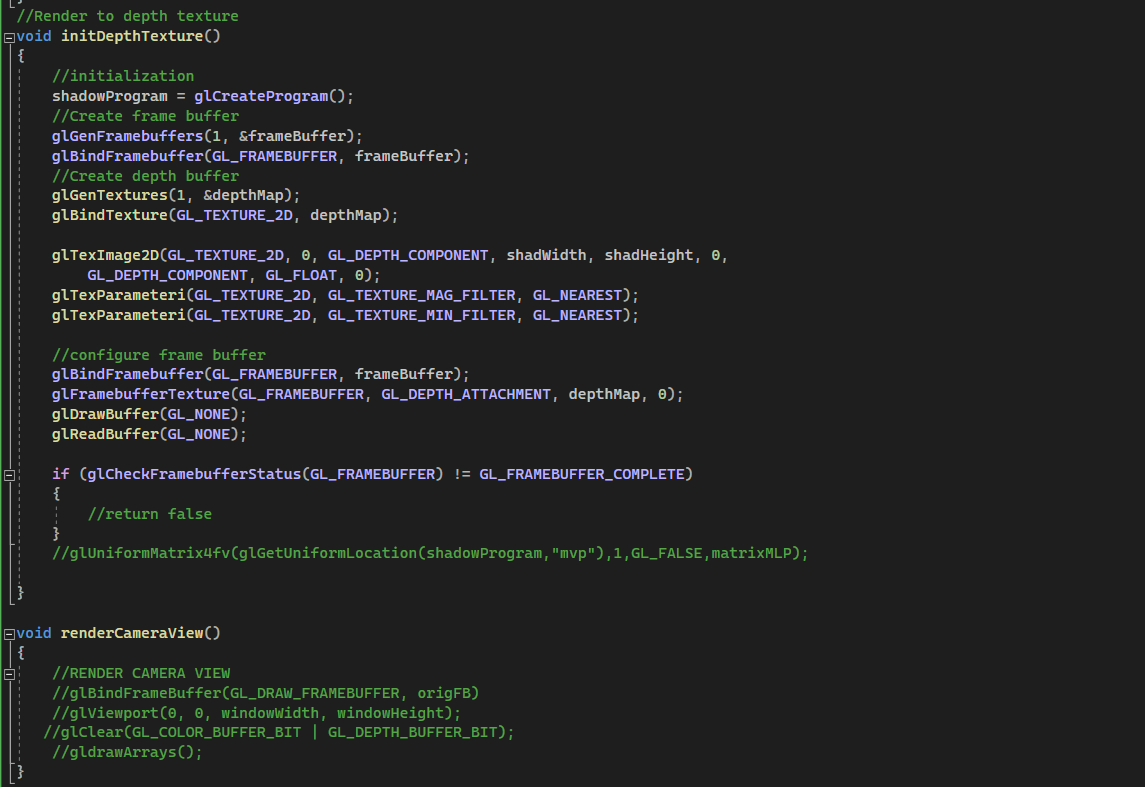 //Render to depth texture
void initDepthTexture()
{
    //initialization
    shadowProgram = glCreateProgram();
    //Create frame buffer
    glGenFramebuffers(1, &frameBuffer);
    glBindFramebuffer(GL_FRAMEBUFFER, frameBuffer);
    //Create depth buffer
    glGenTextures(1, &depthMap);
    glBindTexture(GL_TEXTURE_2D, depthMap);

    glTexImage2D(GL_TEXTURE_2D, 0, GL_DEPTH_COMPONENT, shadWidth, shadHeight, 0,
        GL_DEPTH_COMPONENT, GL_FLOAT, 0);
    glTexParameteri(GL_TEXTURE_2D, GL_TEXTURE_MAG_FILTER, GL_NEAREST);
    glTexParameteri(GL_TEXTURE_2D, GL_TEXTURE_MIN_FILTER, GL_NEAREST);

    //configure frame buffer
    glBindFramebuffer(GL_FRAMEBUFFER, frameBuffer);
    glFramebufferTexture(GL_FRAMEBUFFER, GL_DEPTH_ATTACHMENT, depthMap, 0);
    glDrawBuffer(GL_NONE);
    glReadBuffer(GL_NONE);

    if (glCheckFramebufferStatus(GL_FRAMEBUFFER) != GL_FRAMEBUFFER_COMPLETE)
    {
        //return false
    }
    //glUniformMatrix4fv(glGetUniformLocation(shadowProgram,"mvp"),1,GL_FALSE,matrixMLP);

}

void renderCameraView()
{
    //RENDER CAMERA VIEW
    //glBindFrameBuffer(GL_DRAW_FRAMEBUFFER, origFB)
    //glViewport(0, 0, windowWidth, windowHeight);
   //glClear(GL_COLOR_BUFFER_BIT | GL_DEPTH_BUFFER_BIT);
    //gldrawArrays();
}